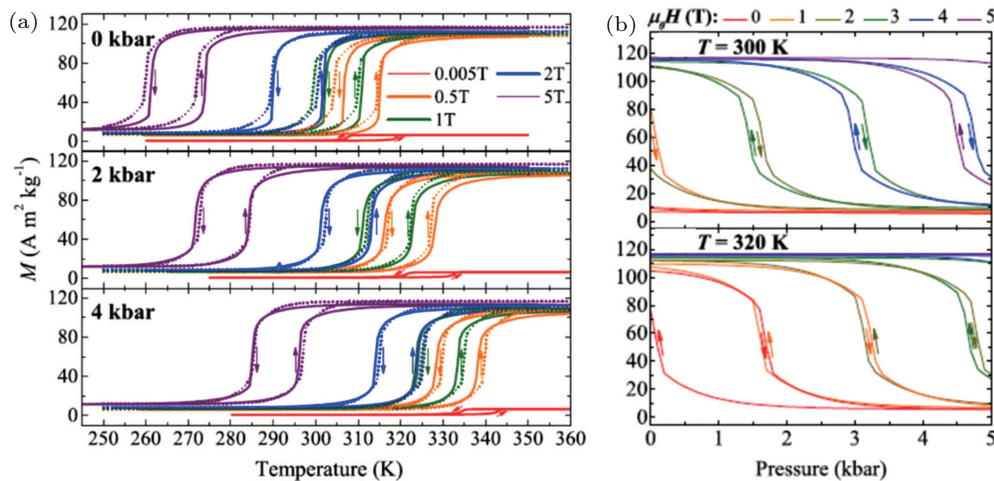 (a)
0 kbar
0.005T
0.5T
1T
2T
5T
2 kbar
4 kbar
120
80
40
0
120
80
40
0
120
80
40
0
M (A m² kg⁻¹)
245 260 270 280 290 300 310 320 330 340 350 360
Temperature (K)
(b)
μ₀H (T): 0 1 2 3 4 5
T = 300 K
120
100
80
60
40
20
0
T = 320 K
120
100
80
60
40
20
0
0 1 2 3 4 5
Pressure (kbar)